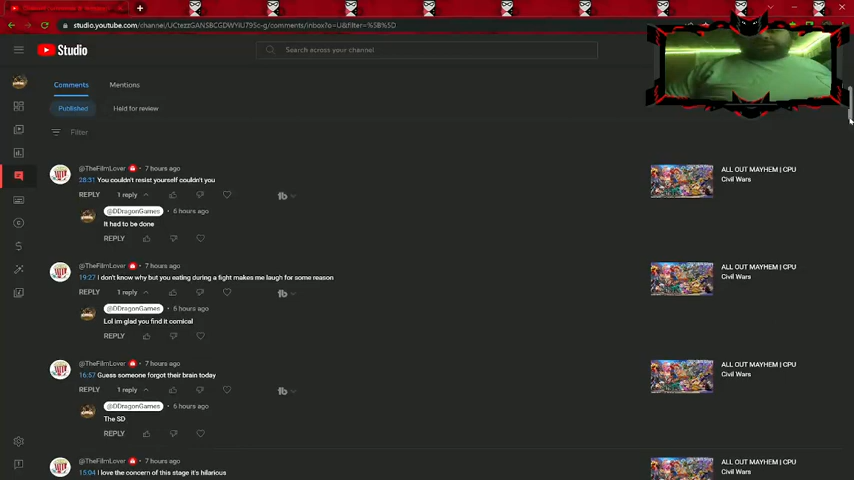 studio.youtube.com/channel/UCtezzGANS8CGDWYiU795c-g/comments/inbox?o=U&filter=%5B%5D
Studio
Search across your channel
Comments
Mentions
Published
Held for review
Filter
@TheFilmLover • 7 hours ago
28:31 You couldn't resist yourself couldn't you
REPLY 1 reply
@DDragonGames • 6 hours ago
It had to be done
REPLY
ALL OUT MAYHEM | CPU
Civil Wars
@TheFilmLover • 7 hours ago
19:27 I don't know why but you eating during a fight makes me laugh for some reason
REPLY 1 reply
@DDragonGames • 6 hours ago
Lol im glad you find it comical
REPLY
ALL OUT MAYHEM | CPU
Civil Wars
@TheFilmLover • 7 hours ago
16:57 Guess someone forgot their brain today
REPLY 1 reply
@DDragonGames • 6 hours ago
The SD
REPLY
ALL OUT MAYHEM | CPU
Civil Wars
@TheFilmLover • 7 hours ago
15:04 I love the concern of this stage it's hilarious
ALL OUT MAYHEM | CPU
Civil Wars